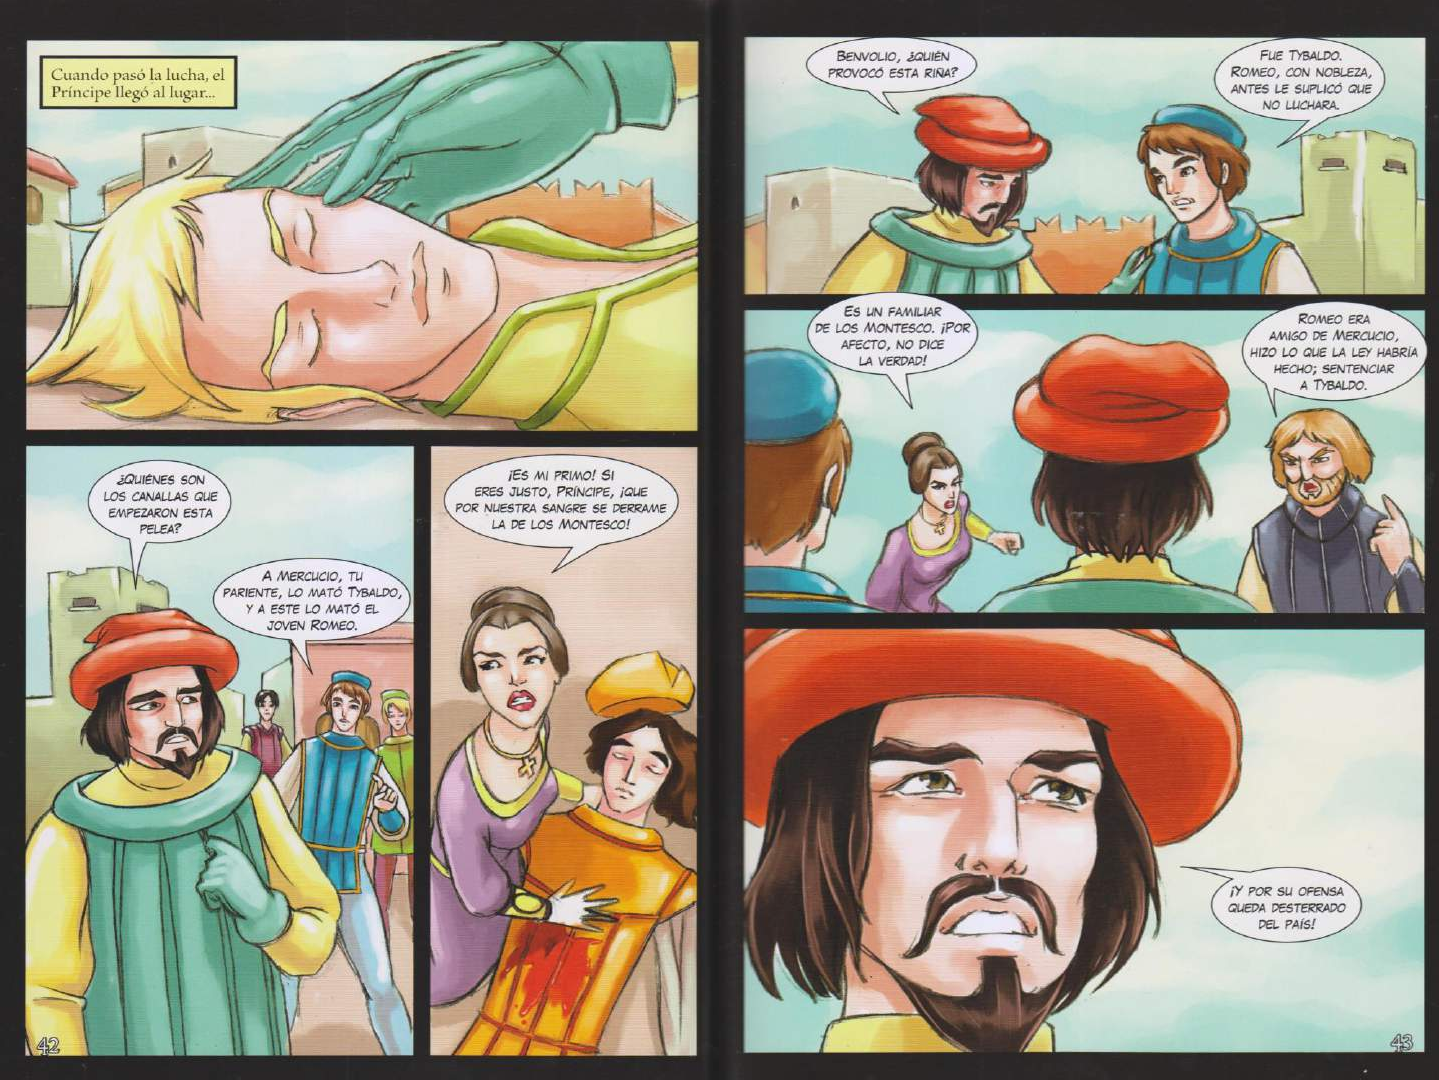 Cuando pasó la lucha, el
Príncipe llegó al lugar...
¿QUIÉNES SON
LOS CANALLAS QUE
EMPEZARON ESTA
PELEA?
A MERCUCIO, TU
PARIENTE, LO MATÓ TYBALDO,
Y A ESTE LO MATÓ EL
JOVEN ROMEO.
¡ES MI PRIMO! SI
ERES JUSTO, PRÍNCIPE, ¡QUE
POR NUESTRA SANGRE SE DERRAME
LA DE LOS MONTESCO!
42
BENVOLIO, ¿QUIÉN
PROVOCÓ ESTA RIÑA?
FUE TYBALDO.
ROMEO, CON NOBLEZA,
ANTES LE SUPLICÓ QUE
NO LUCHARA.
ES UN FAMILIAR
DE LOS MONTESCO. ¡POR
AFECTO, NO DICE
LA VERDAD!
ROMEO ERA
AMIGO DE MERCUCIO,
HIZO LO QUE LA LEY HABRÍA
HECHO; SENTENCIAR
A TYBALDO.
¡Y POR SU OFENSA
QUEDA DESTERRADO
DEL PAÍS!
43